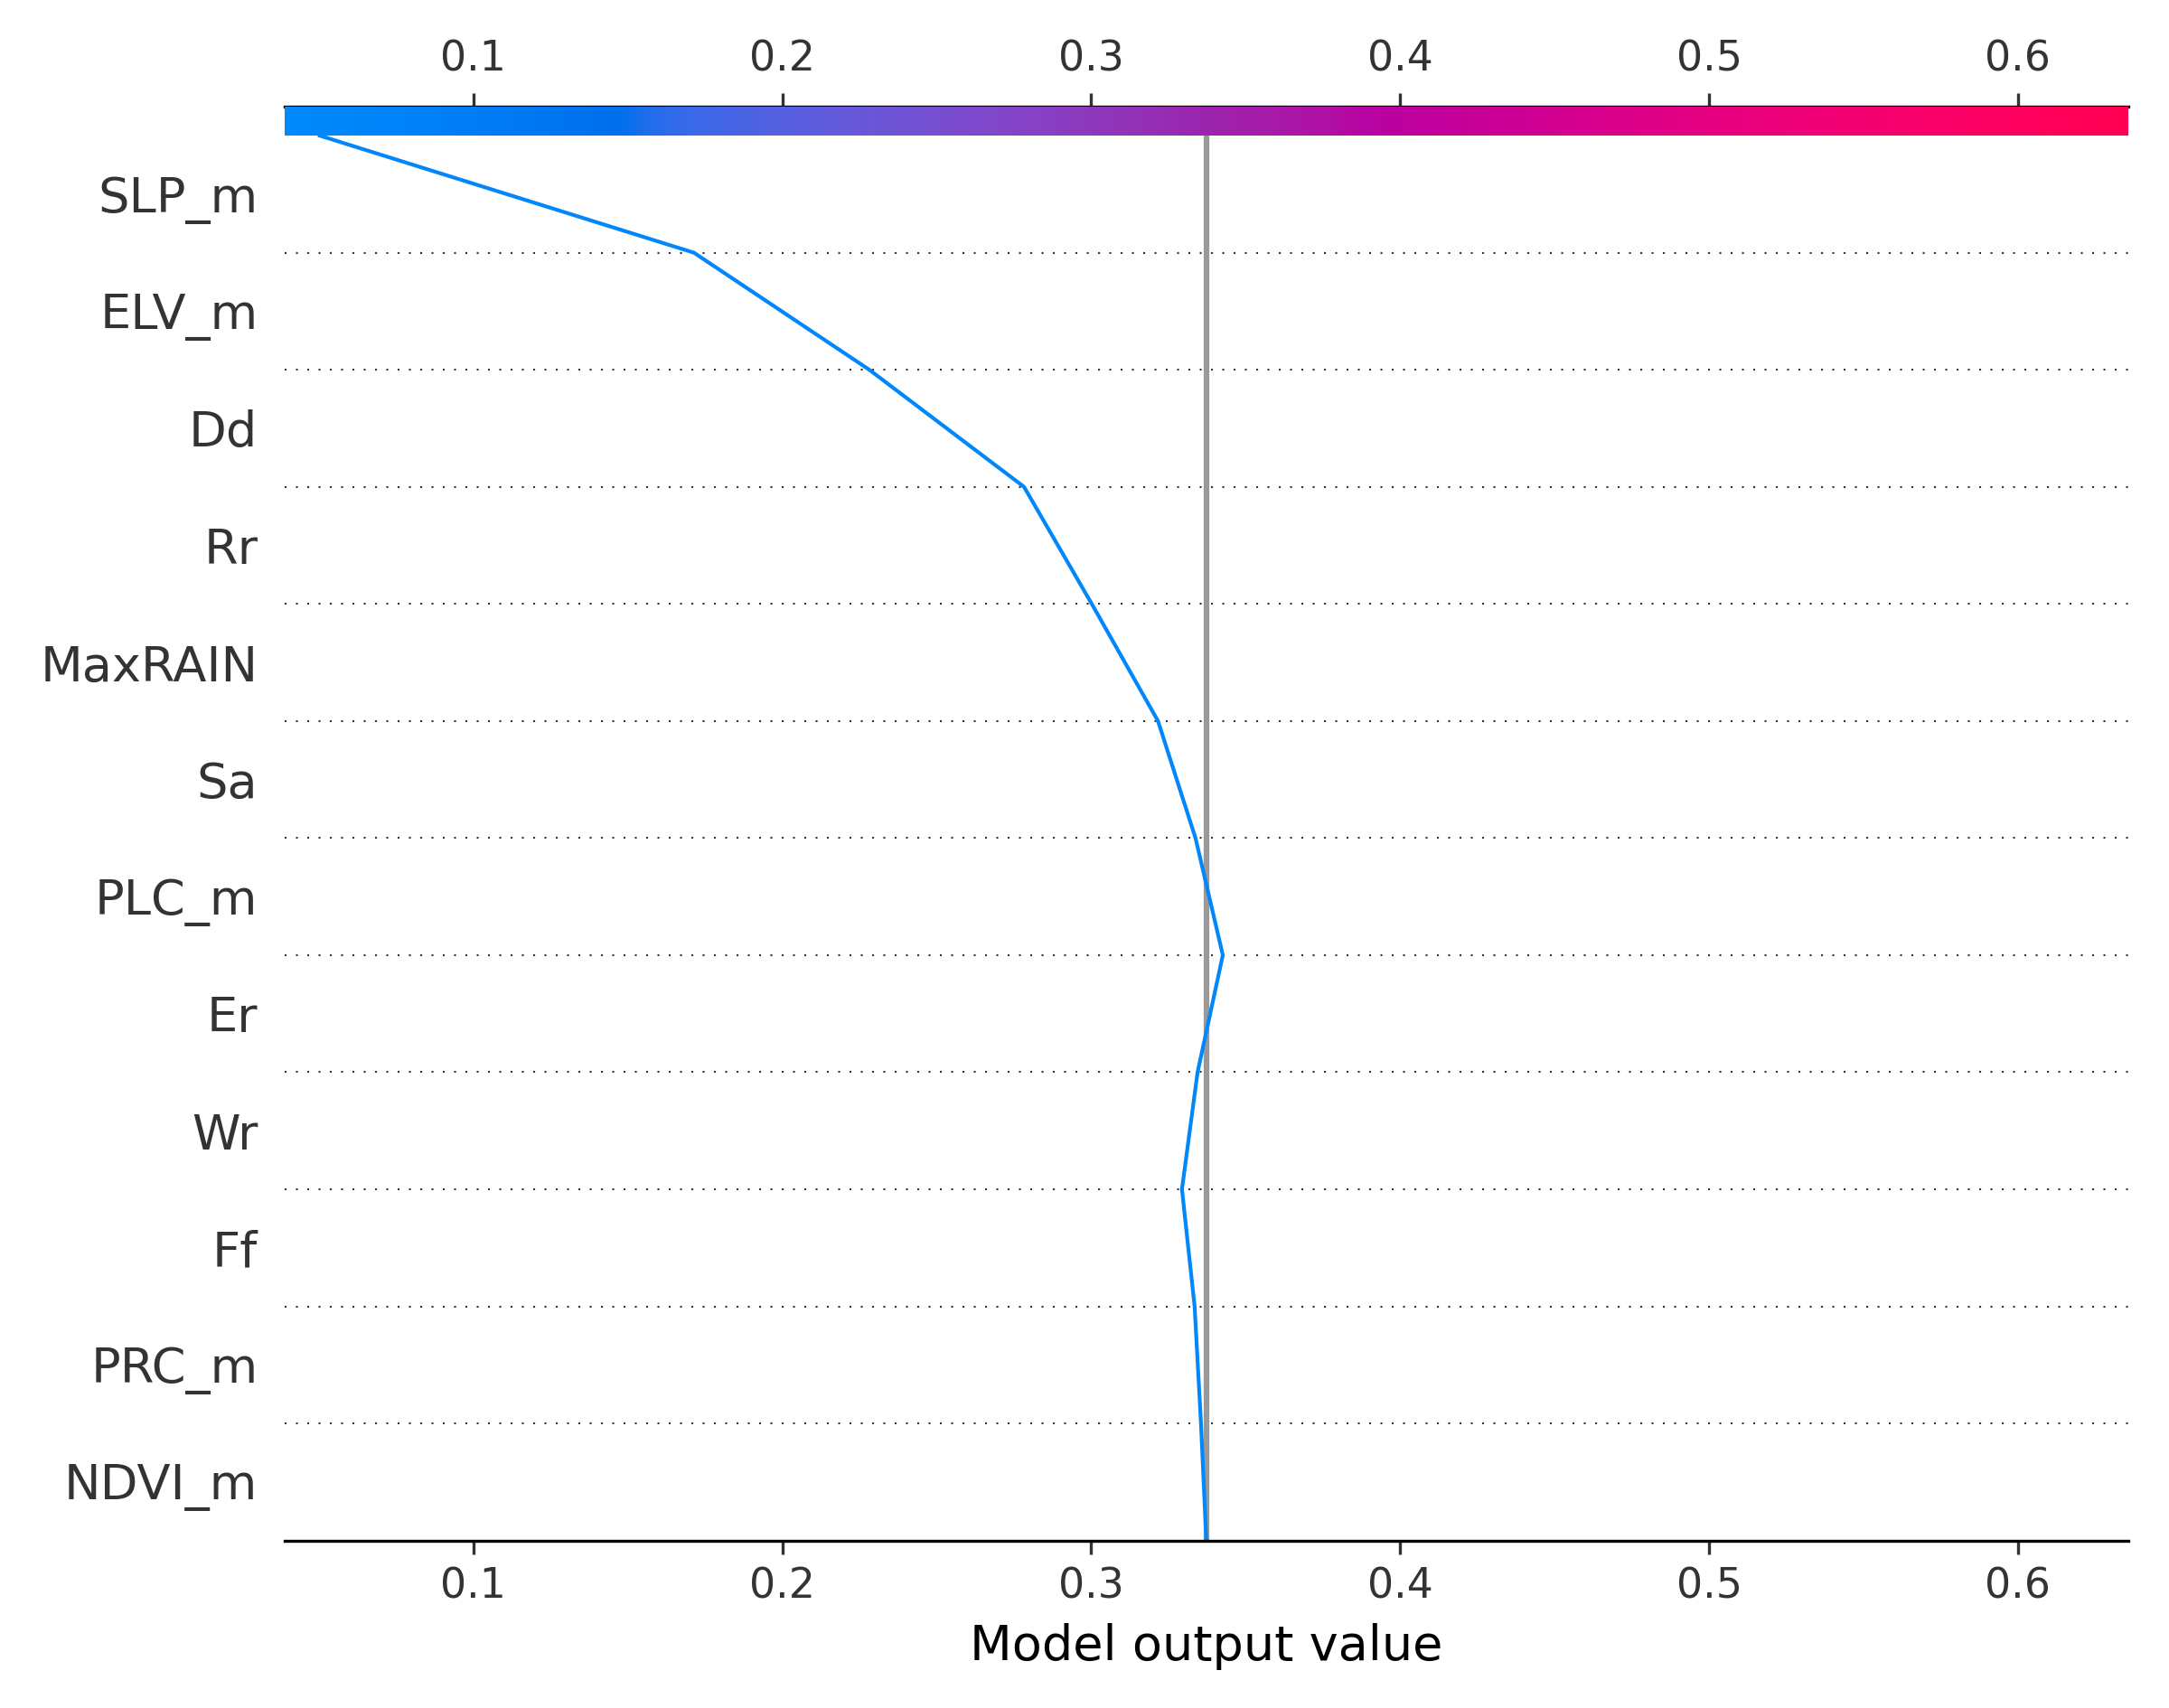 0.1 0.2 0.3 0.4 0.5 0.6
SLP_m
ELV_m
Dd
Rr
MaxRAIN
Sa
PLC_m
Er
Wr
Ff
PRC_m
NDVI_m
0.1 0.2 0.3 0.4 0.5 0.6
Model output value